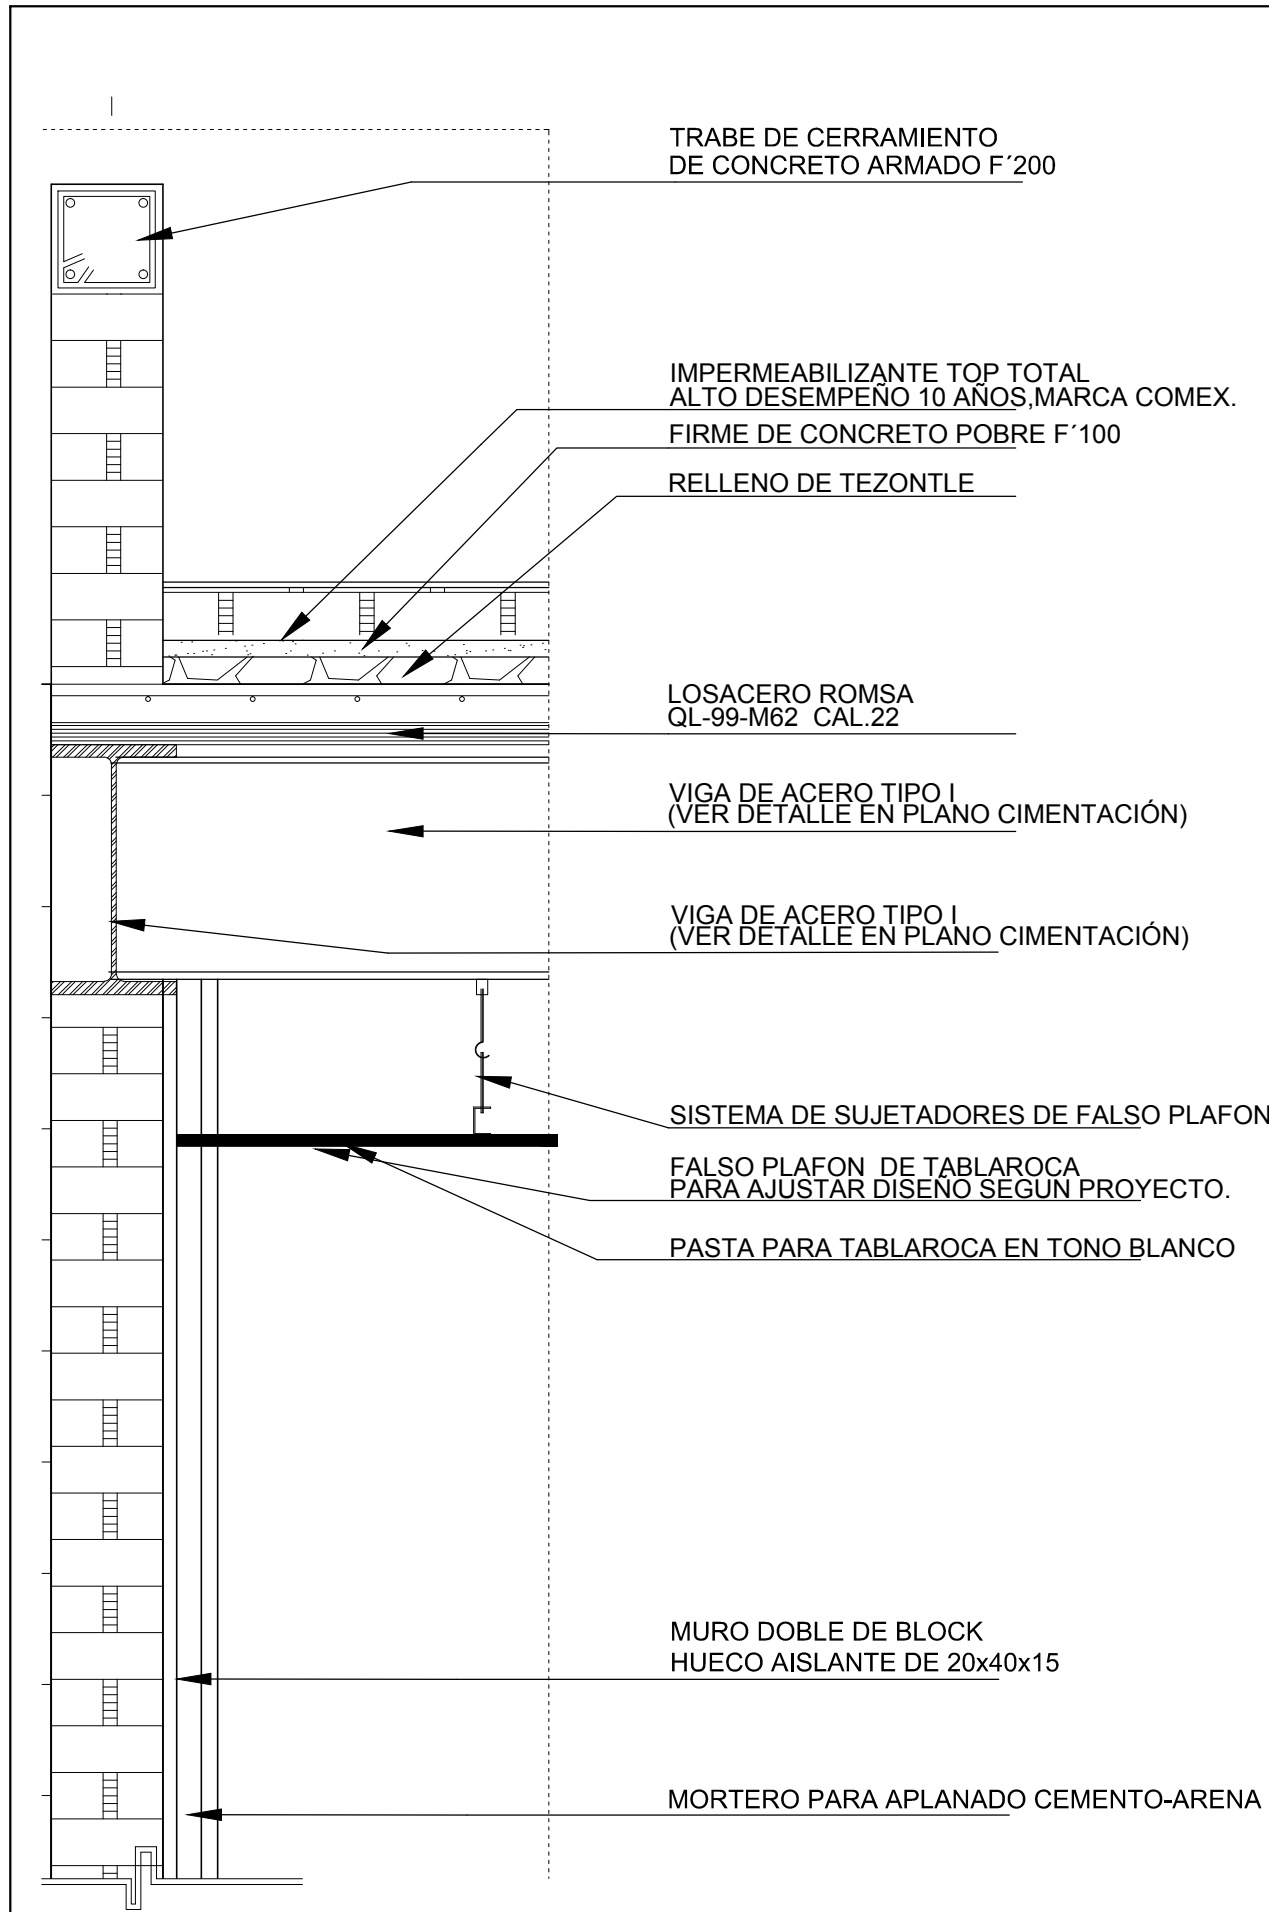 TRABE DE CERRAMIENTO
DE CONCRETO ARMADO F´200
IMPERMEABILIZANTE TOP TOTAL
ALTO DESEMPEÑO 10 AÑOS,MARCA COMEX.
FIRME DE CONCRETO POBRE F´100
RELLENO DE TEZONTLE
LOSACERO ROMSA
QL-99-M62 CAL.22
VIGA DE ACERO TIPO I
(VER DETALLE EN PLANO CIMENTACIÓN)
VIGA DE ACERO TIPO I
(VER DETALLE EN PLANO CIMENTACIÓN)
SISTEMA DE SUJETADORES DE FALSO PLAFON
FALSO PLAFON DE TABLAROCA
PARA AJUSTAR DISEÑO SEGUN PROYECTO.
PASTA PARA TABLAROCA EN TONO BLANCO
MURO DOBLE DE BLOCK
HUECO AISLANTE DE 20x40x15
MORTERO PARA APLANADO CEMENTO-ARENA